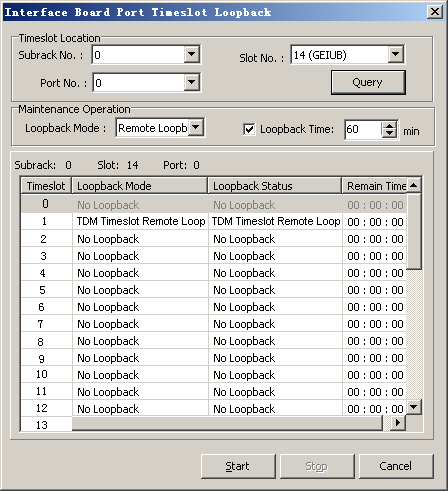 Interface Board Port Timeslot Loopback
Timeslot Location
Subrack No. : 0 Slot No. : 14 (GEIUB)
Port No. : 0 Query
Maintenance Operation
Loopback Mode : Remote Loopb Loopback Time: 60 min
Subrack: 0 Slot: 14 Port: 0
Timeslot Loopback Mode Loopback Status Remain Time
0 No Loopback No Loopback 00 : 00 : 00
1 TDM Timeslot Remote Loop TDM Timeslot Remote Loop 00 : 00 : 00
2 No Loopback No Loopback 00 : 00 : 00
3 No Loopback No Loopback 00 : 00 : 00
4 No Loopback No Loopback 00 : 00 : 00
5 No Loopback No Loopback 00 : 00 : 00
6 No Loopback No Loopback 00 : 00 : 00
7 No Loopback No Loopback 00 : 00 : 00
8 No Loopback No Loopback 00 : 00 : 00
9 No Loopback No Loopback 00 : 00 : 00
10 No Loopback No Loopback 00 : 00 : 00
11 No Loopback No Loopback 00 : 00 : 00
12 No Loopback No Loopback 00 : 00 : 00
13
Start Stop Cancel